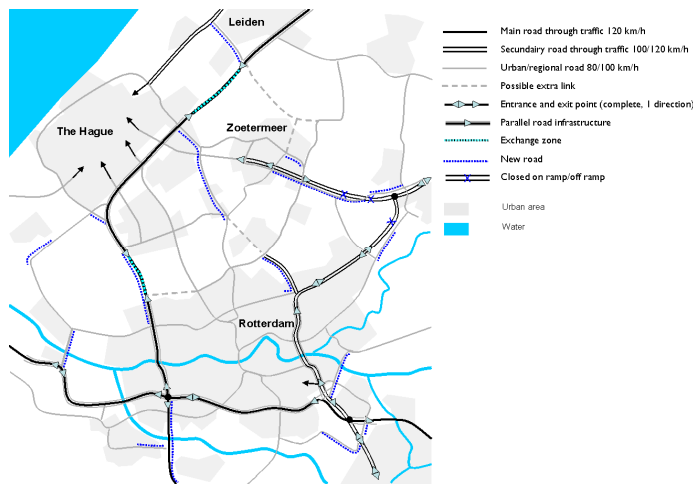 Leiden
The Hague
Zoetermeer
Rotterdam
Main road through traffic 120 km/h
Secundairy road through traffic 100/120 km/h
Urban/regional road 80/100 km/h
Possible extra link
Entrance and exit point (complete, 1 direction)
Parallel road infrastructure
Exchange zone
New road
Closed on ramp/off ramp
Urban area
Water